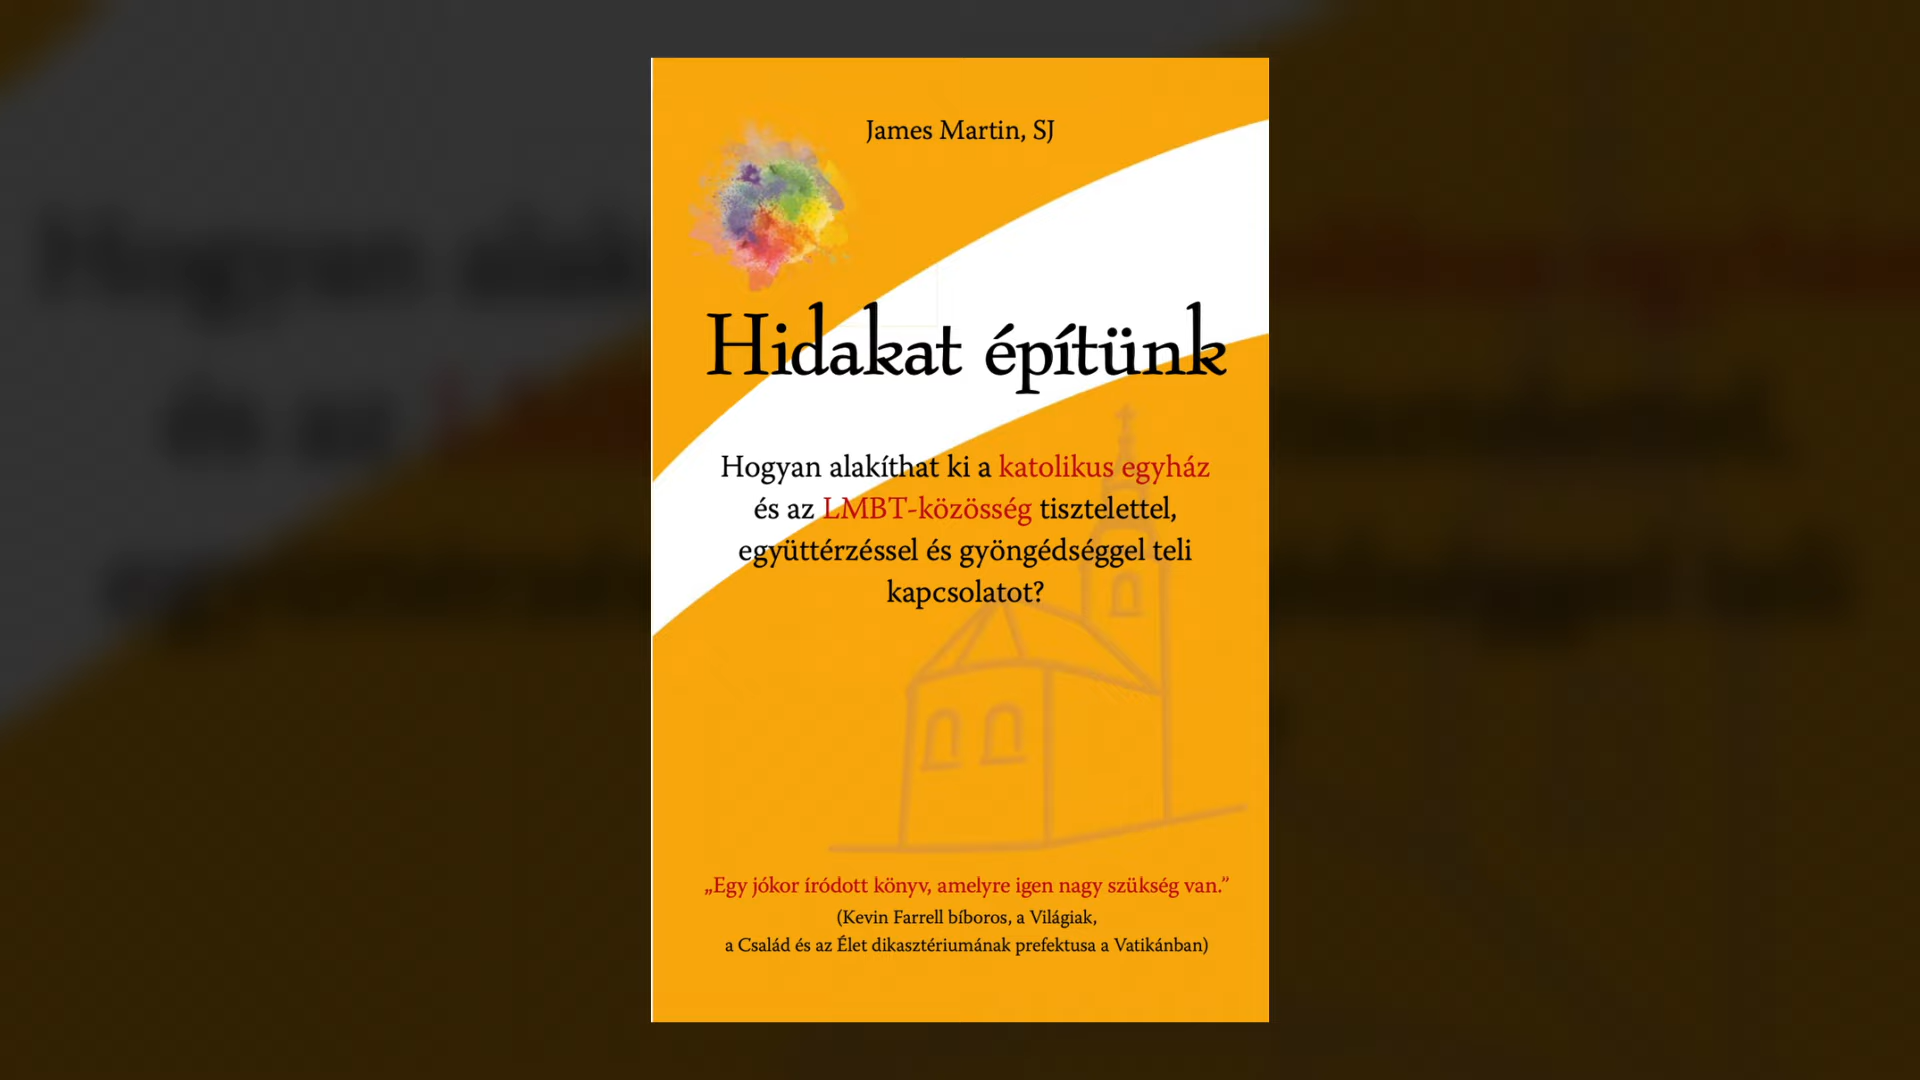 James Martin, SJ
Hidakat építünk
Hogyan alakíthat ki a katolikus egyház
és az LMBT-közösség tisztelettel,
együttérzéssel és gyöngédséggel teli
kapcsolatot?
„Egy jókor íródott könyv, amelyre igen nagy szükség van.”
(Kevin Farrell bíboros, a Világiak,
a Család és az Élet dikasztériumának prefektusa a Vatikánban)